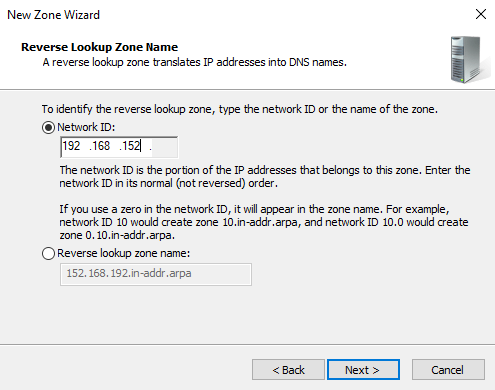 New Zone Wizard
Reverse Lookup Zone Name
A reverse lookup zone translates IP addresses into DNS names.
To identify the reverse lookup zone, type the network ID or the name of the zone.
Network ID:
192 .168 .152 .
The network ID is the portion of the IP addresses that belongs to this zone. Enter the
network ID in its normal (not reversed) order.
If you use a zero in the network ID, it will appear in the zone name. For example,
network ID 10 would create zone 10.in-addr.arpa, and network ID 10.0 would create
zone 0.10.in-addr.arpa.
Reverse lookup zone name:
152.168.192.in-addr.arpa
< Back
Next >
Cancel